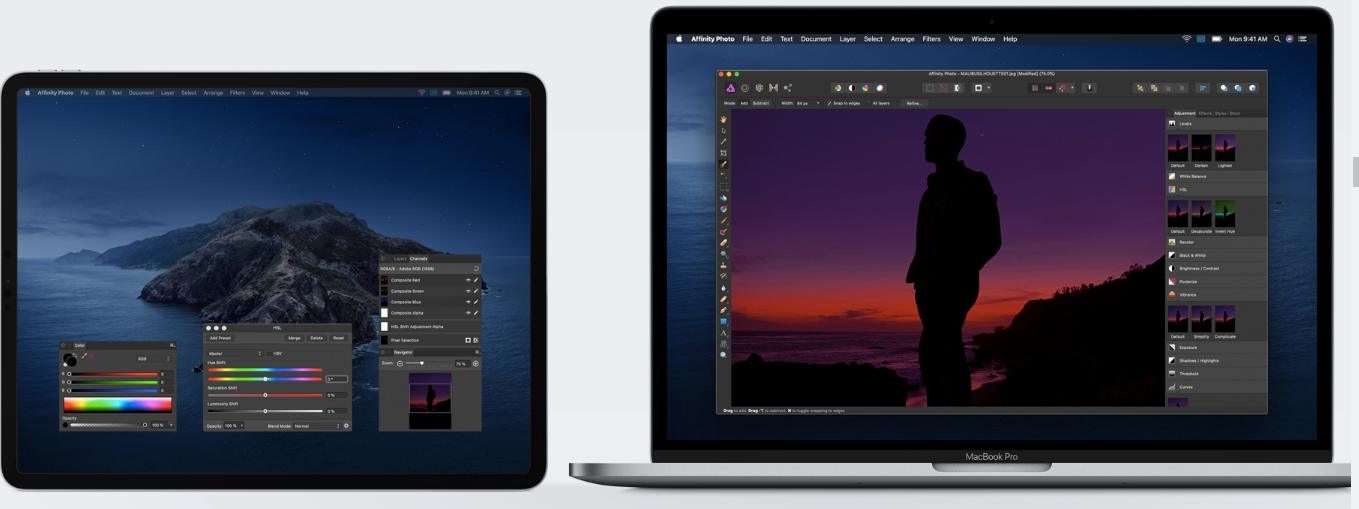 Affinity Photo File Edit Text Document Layer Select Arrange Filters View Window Help
Mon 9:41 AM
Layers Channels
RGBA/8 - Adobe RGB (1998)
Composite Red
Composite Green
Composite Blue
Composite Alpha
HSL Shift Adjustment Alpha
Pixel Selection
Navigator
Zoom: 75 %
HSL
Add Preset Merge Delete Reset
Master HSV
Hue Shift
3 °
Saturation Shift
0 %
Luminosity Shift
0 %
Opacity: 100 % Blend Mode: Normal
Color
RGB
R 0
G 0
B 0
Opacity
100 %
Affinity Photo File Edit Text Document Layer Select Arrange Filters View Window Help
Mon 9:41 AM
Affinity Photo - MALIBUSILHOUETTE01.jpg [Modified] (75.0%)
Mode: Add Subtract Width: 64 px Snap to edges All layers Refine...
Adjustment Effects Styles Stock
Levels
Default Darken Lighten
White Balance
HSL
Default Desaturate Invert Hue
Recolor
Black & White
Brightness / Contrast
Posterize
Vibrance
Default Simplify Complicate
Exposure
Shadows / Highlights
Threshold
Curves
Drag to add. Drag+⌥ to subtract. ⌘ to toggle snapping to edges
MacBook Pro